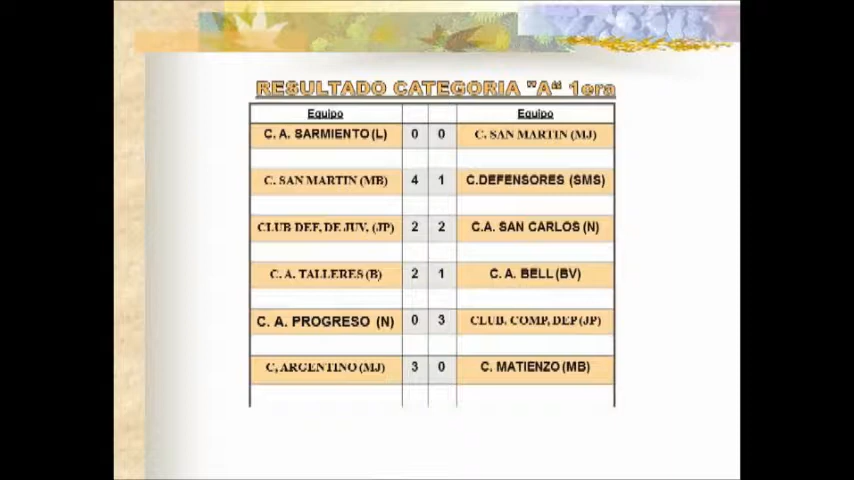 RESULTADO CATEGORIA "A“ 1era
Equipo Equipo
C. A. SARMIENTO (L) 0 0 C. SAN MARTIN (MJ)
C. SAN MARTIN (MB) 4 1 C.DEFENSORES (SMS)
CLUB DEF, DE JUV, (JP) 2 2 C.A. SAN CARLOS (N)
C. A. TALLERES (B) 2 1 C. A. BELL (BV)
C. A. PROGRESO (N) 0 3 CLUB, COMP, DEP (JP)
C, ARGENTINO (MJ) 3 0 C. MATIENZO (MB)